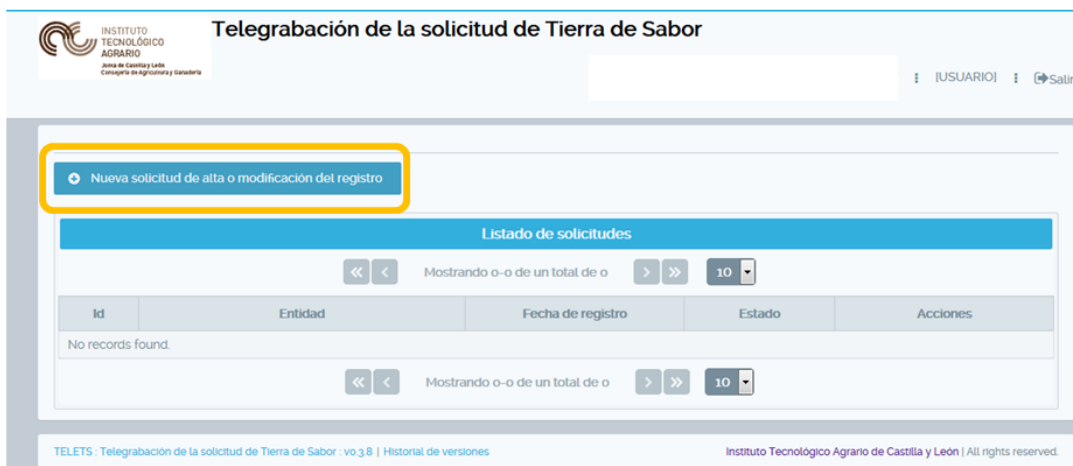 INSTITUTO
TECNOLÓGICO
AGRARIO
Junta de Castilla y León
Consejería de Agricultura y Ganadería
Telegrabación de la solicitud de Tierra de Sabor
[USUARIO]
Salir
Nueva solicitud de alta o modificación del registro
Listado de solicitudes
Mostrando 0-0 de un total de 0 10
Id Entidad Fecha de registro Estado Acciones
No records found.
Mostrando 0-0 de un total de 0 10
TELETS : Telegrabación de la solicitud de Tierra de Sabor : v0.3.8 | Historial de versiones
Instituto Tecnológico Agrario de Castilla y León | All rights reserved.